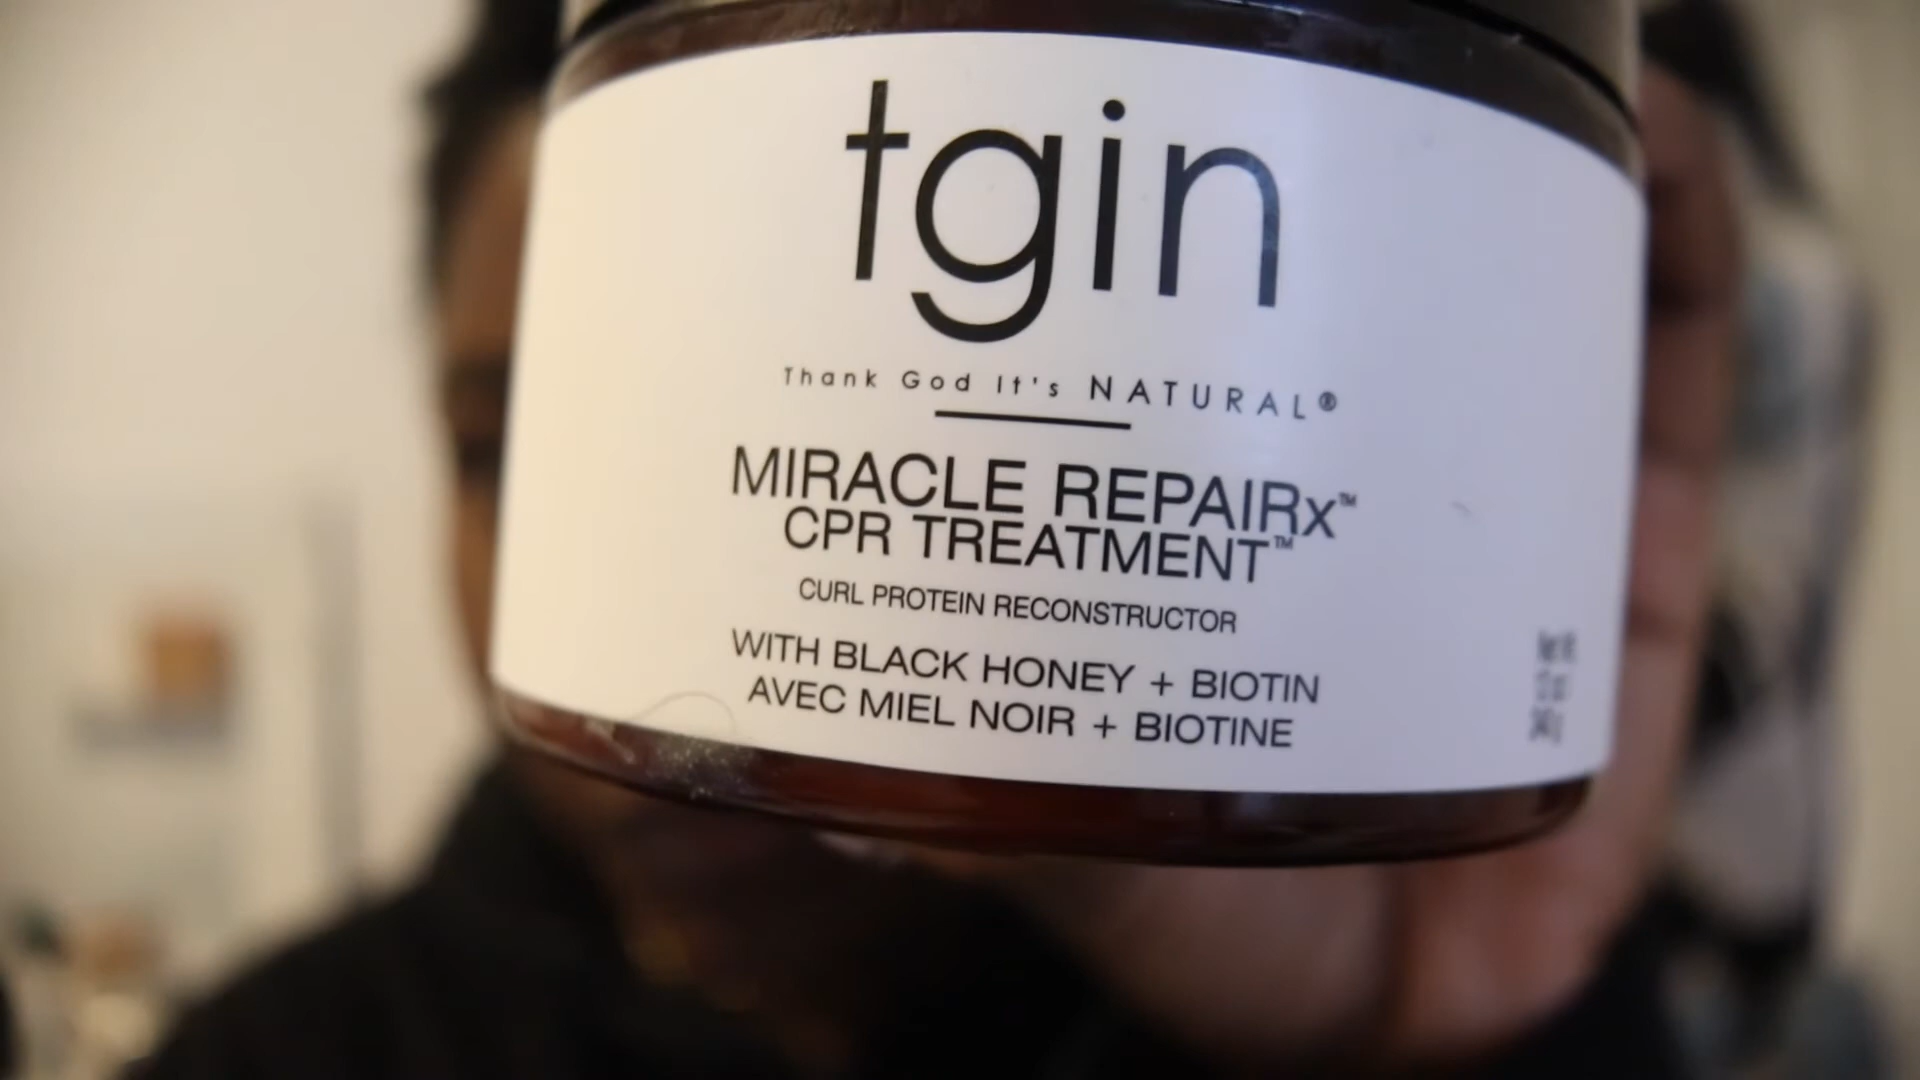 tgin
Thank God It's NATURAL®
MIRACLE REPAIRx™
CPR TREATMENT™
CURL PROTEIN RECONSTRUCTOR
WITH BLACK HONEY + BIOTIN
AVEC MIEL NOIR + BIOTINE